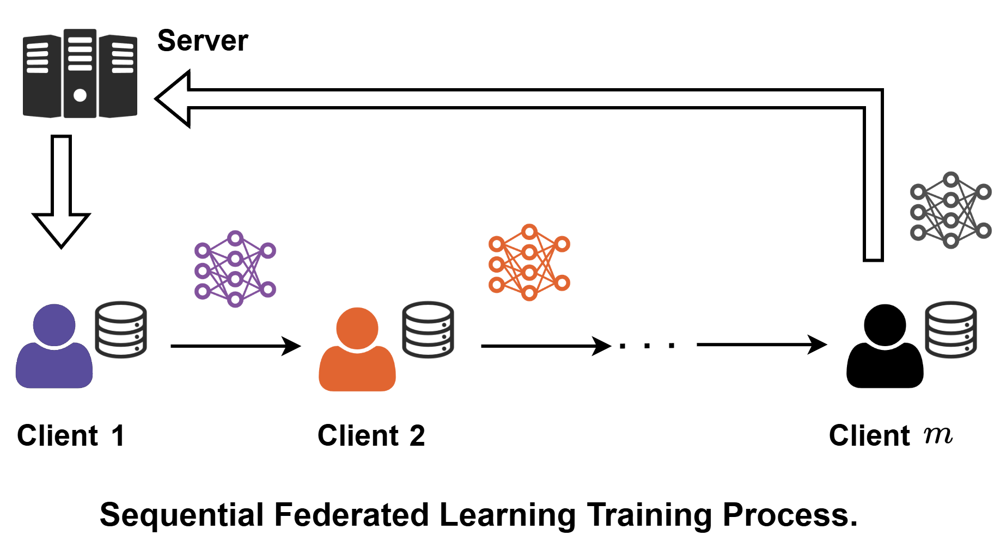 Server
Client 1
Client 2
. . .
Client m
Sequential Federated Learning Training Process.